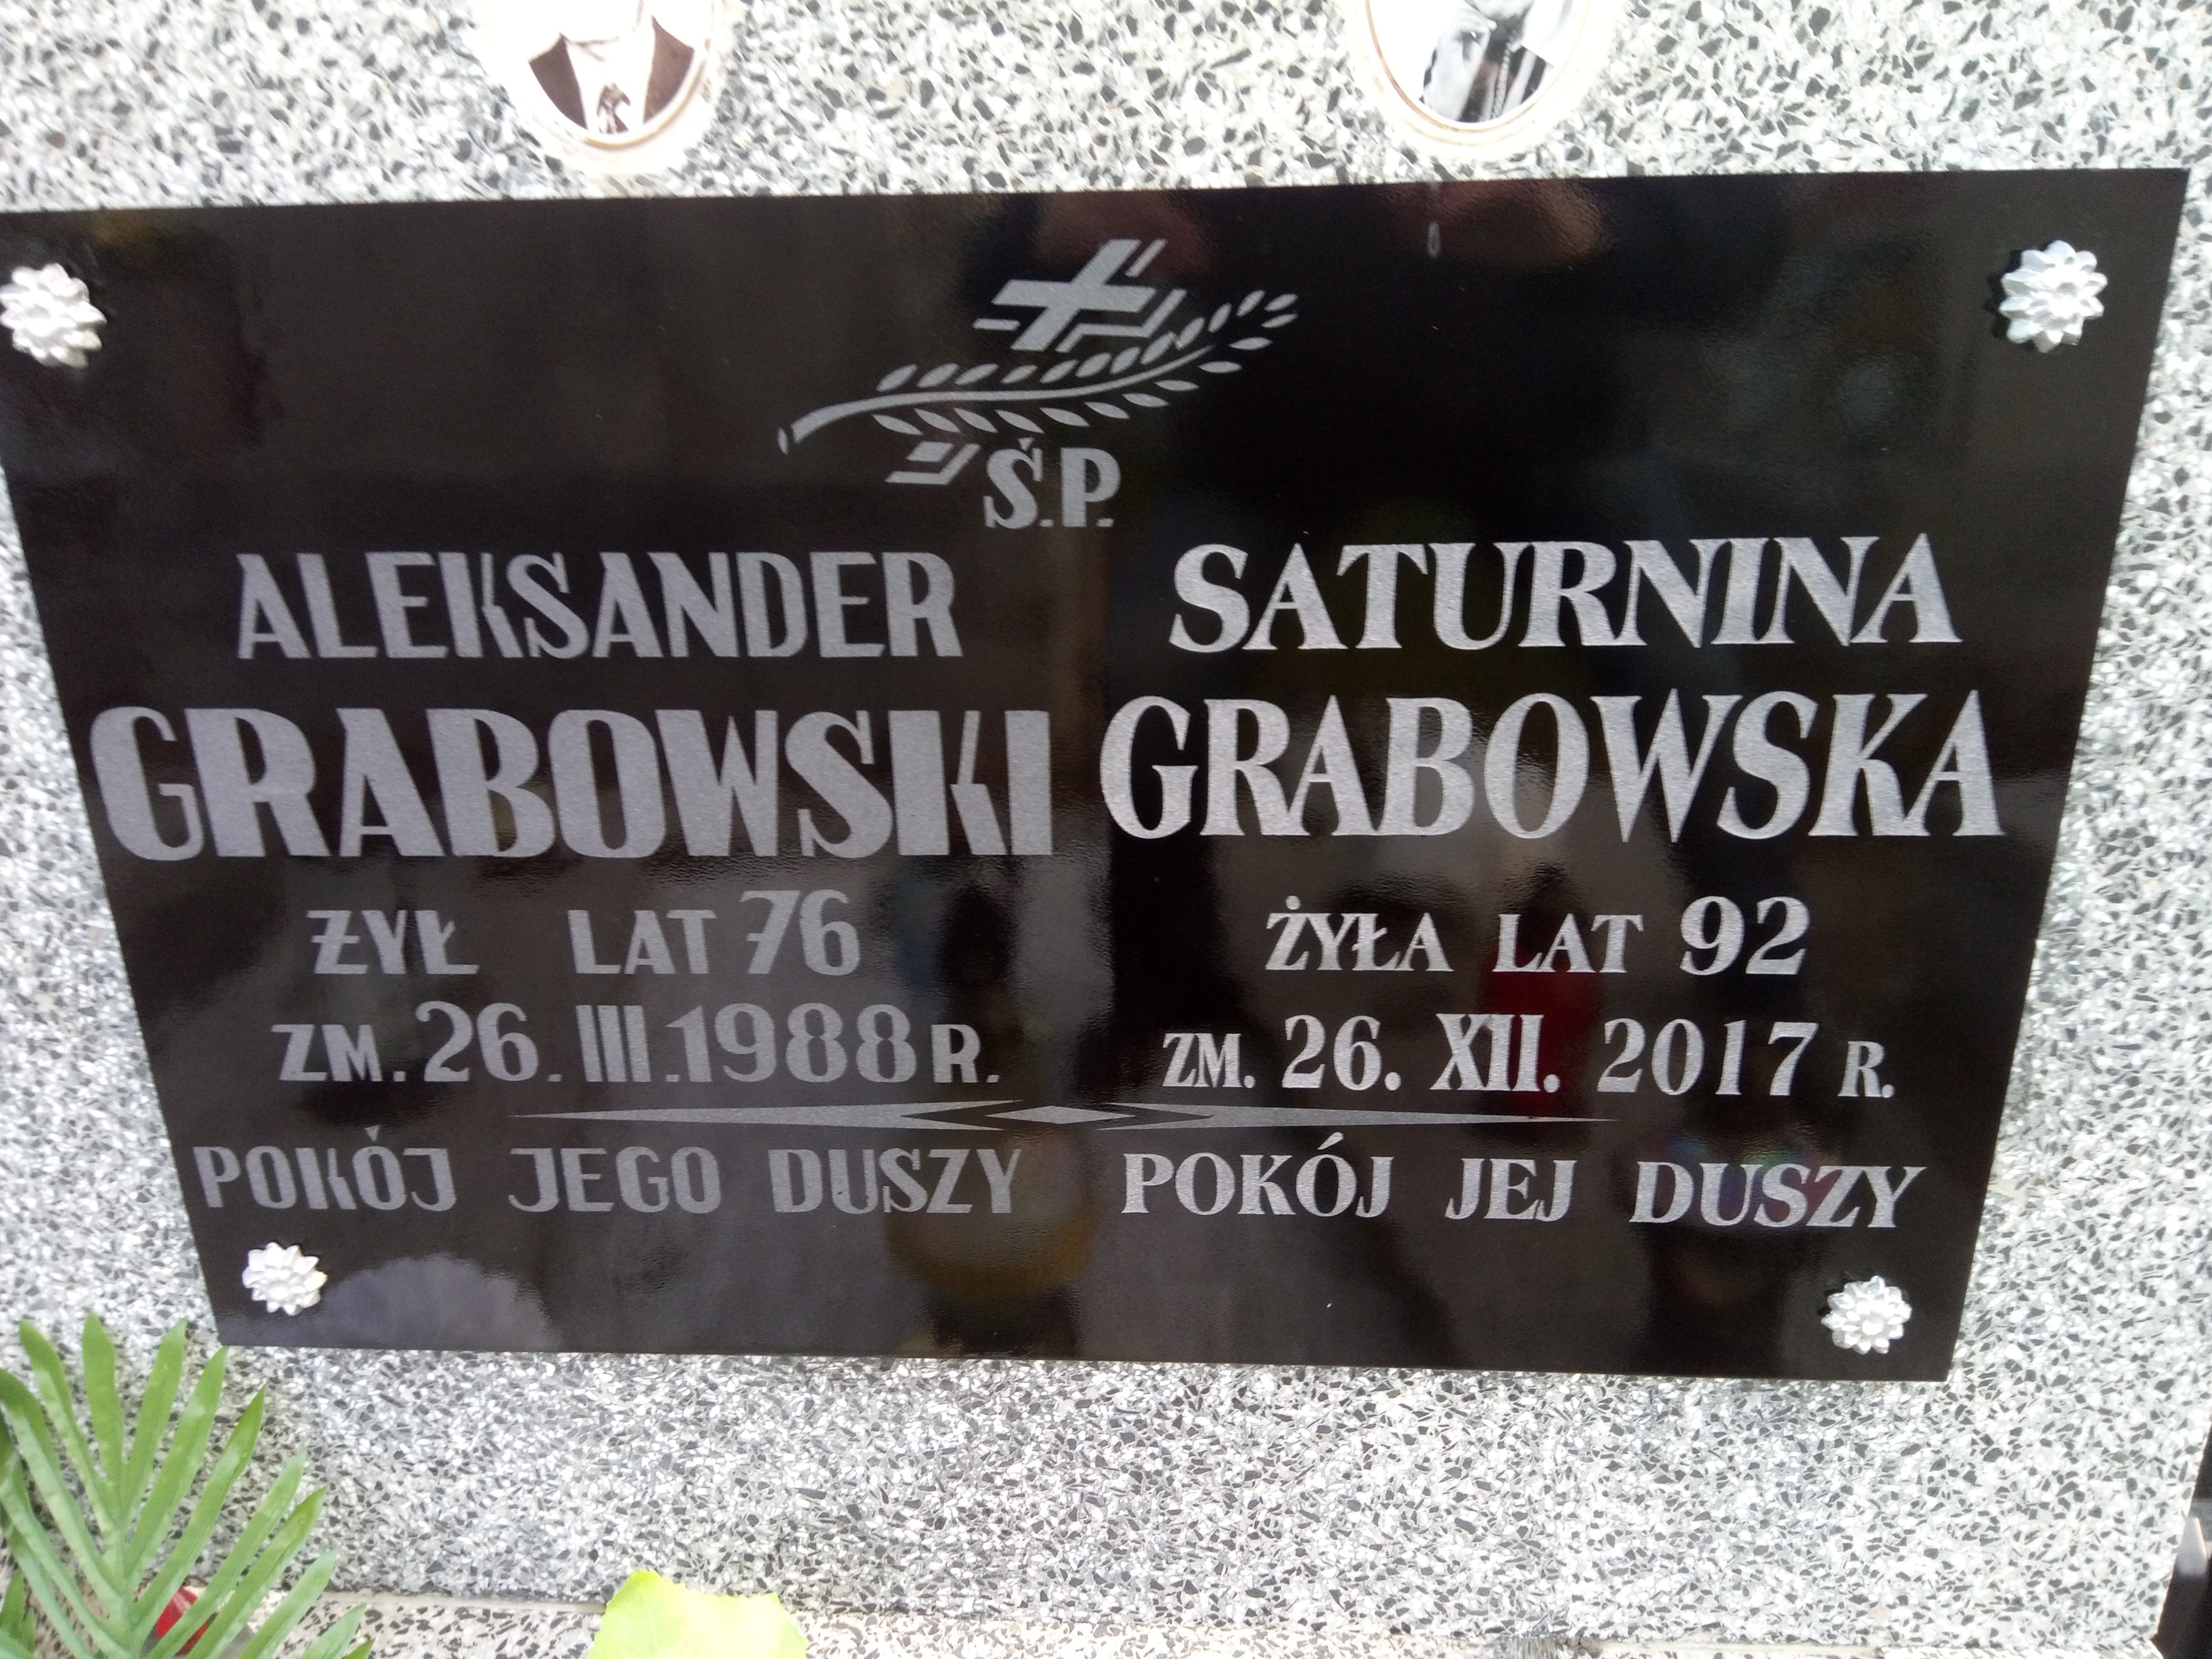 Ś.P.
ALEKSANDER
GRABOWSKI
ŻYŁ LAT 76
ZM. 26. III. 1988 R.
POKÓJ JEGO DUSZY
SATURNINA
GRABOWSKA
ŻYŁA LAT 92
ZM. 26. XII. 2017 R.
POKÓJ JEJ DUSZY